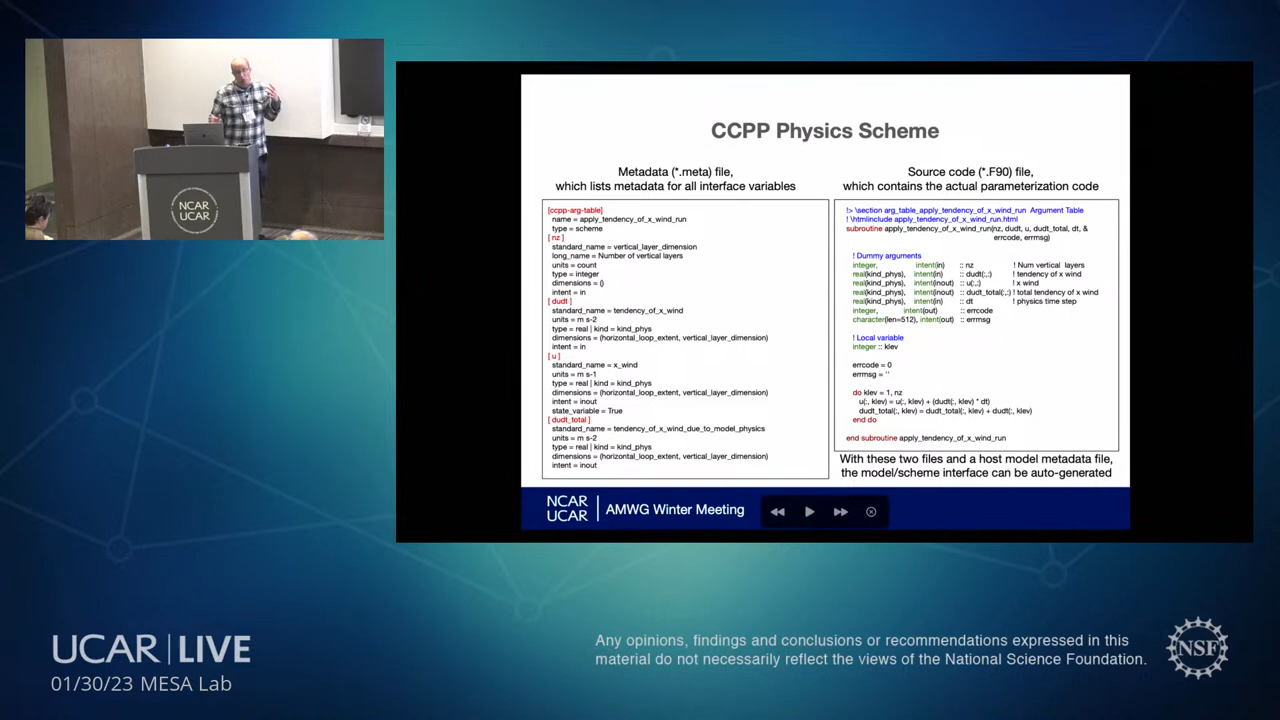 NCAR
UCAR
CCPP Physics Scheme
Metadata (*.meta) file,
which lists metadata for all interface variables
[ccpp-arg-table]
name = apply_tendency_of_x_wind_run
type = scheme
[ nz ]
standard_name = vertical_layer_dimension
long_name = Number of vertical layers
units = count
type = integer
dimensions = ()
intent = in
[ dudt ]
standard_name = tendency_of_x_wind
units = m s-2
type = real | kind = kind_phys
dimensions = (horizontal_loop_extent, vertical_layer_dimension)
intent = in
[ u ]
standard_name = x_wind
units = m s-1
type = real | kind = kind_phys
dimensions = (horizontal_loop_extent, vertical_layer_dimension)
intent = inout
state_variable = True
[ dudt_total ]
standard_name = tendency_of_x_wind_due_to_model_physics
units = m s-2
type = real | kind = kind_phys
dimensions = (horizontal_loop_extent, vertical_layer_dimension)
intent = inout
Source code (*.F90) file,
which contains the actual parameterization code
!> \section arg_table_apply_tendency_of_x_wind_run Argument Table
! \htmlinclude apply_tendency_of_x_wind_run.html
subroutine apply_tendency_of_x_wind_run(nz, dudt, u, dudt_total, dt, &
errcode, errmsg)
! Dummy arguments
integer, intent(in) :: nz ! Num vertical layers
real(kind_phys), intent(in) :: dudt(:,:) ! tendency of x wind
real(kind_phys), intent(inout) :: u(:,:) ! x wind
real(kind_phys), intent(inout) :: dudt_total(:,:) ! total tendency of x wind
real(kind_phys), intent(in) :: dt ! physics time step
integer, intent(out) :: errcode
character(len=512), intent(out) :: errmsg
! Local variable
integer :: klev
errcode = 0
errmsg = ''
do klev = 1, nz
u(:, klev) = u(:, klev) + (dudt(:, klev) * dt)
dudt_total(:, klev) = dudt_total(:, klev) + dudt(:, klev)
end do
end subroutine apply_tendency_of_x_wind_run
With these two files and a host model metadata file,
the model/scheme interface can be auto-generated
NCAR
UCAR
AMWG Winter Meeting
UCAR | LIVE
01/30/23 MESA Lab
Any opinions, findings and conclusions or recommendations expressed in this
material do not necessarily reflect the views of the National Science Foundation.
NSF